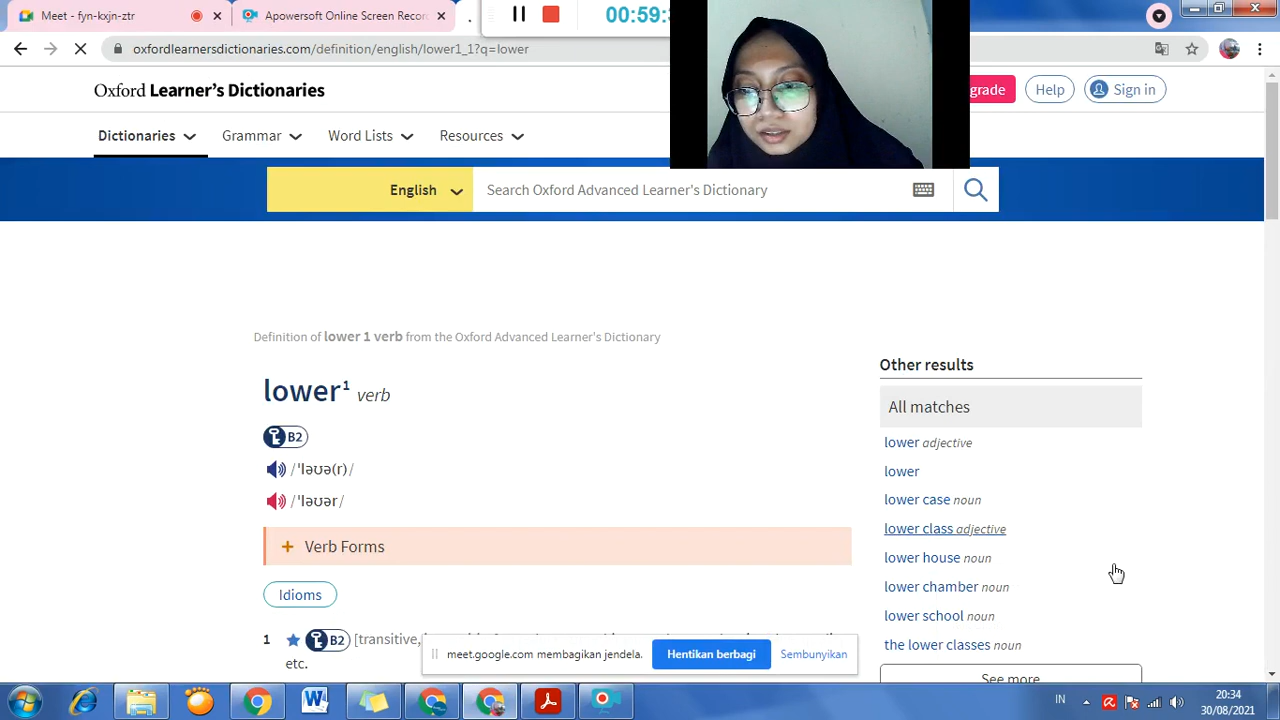 Meet - fyn-kxjn-zir
Apowersoft Online Screen Record
00:59:
oxfordlearnersdictionaries.com/definition/english/lower1_1?q=lower
Oxford Learner's Dictionaries
grade
Help
Sign in
Dictionaries
Grammar
Word Lists
Resources
English
Search Oxford Advanced Learner's Dictionary
Definition of lower 1 verb from the Oxford Advanced Learner's Dictionary
lower1 verb
B2
/ˈləʊə(r)/
/ˈləʊər/
+ Verb Forms
Idioms
1 B2 [transitive,
etc.
Other results
All matches
lower adjective
lower
lower case noun
lower class adjective
lower house noun
lower chamber noun
lower school noun
the lower classes noun
See more
meet.google.com membagikan jendela.
Hentikan berbagi
Sembunyikan
IN
20:34
30/08/2021